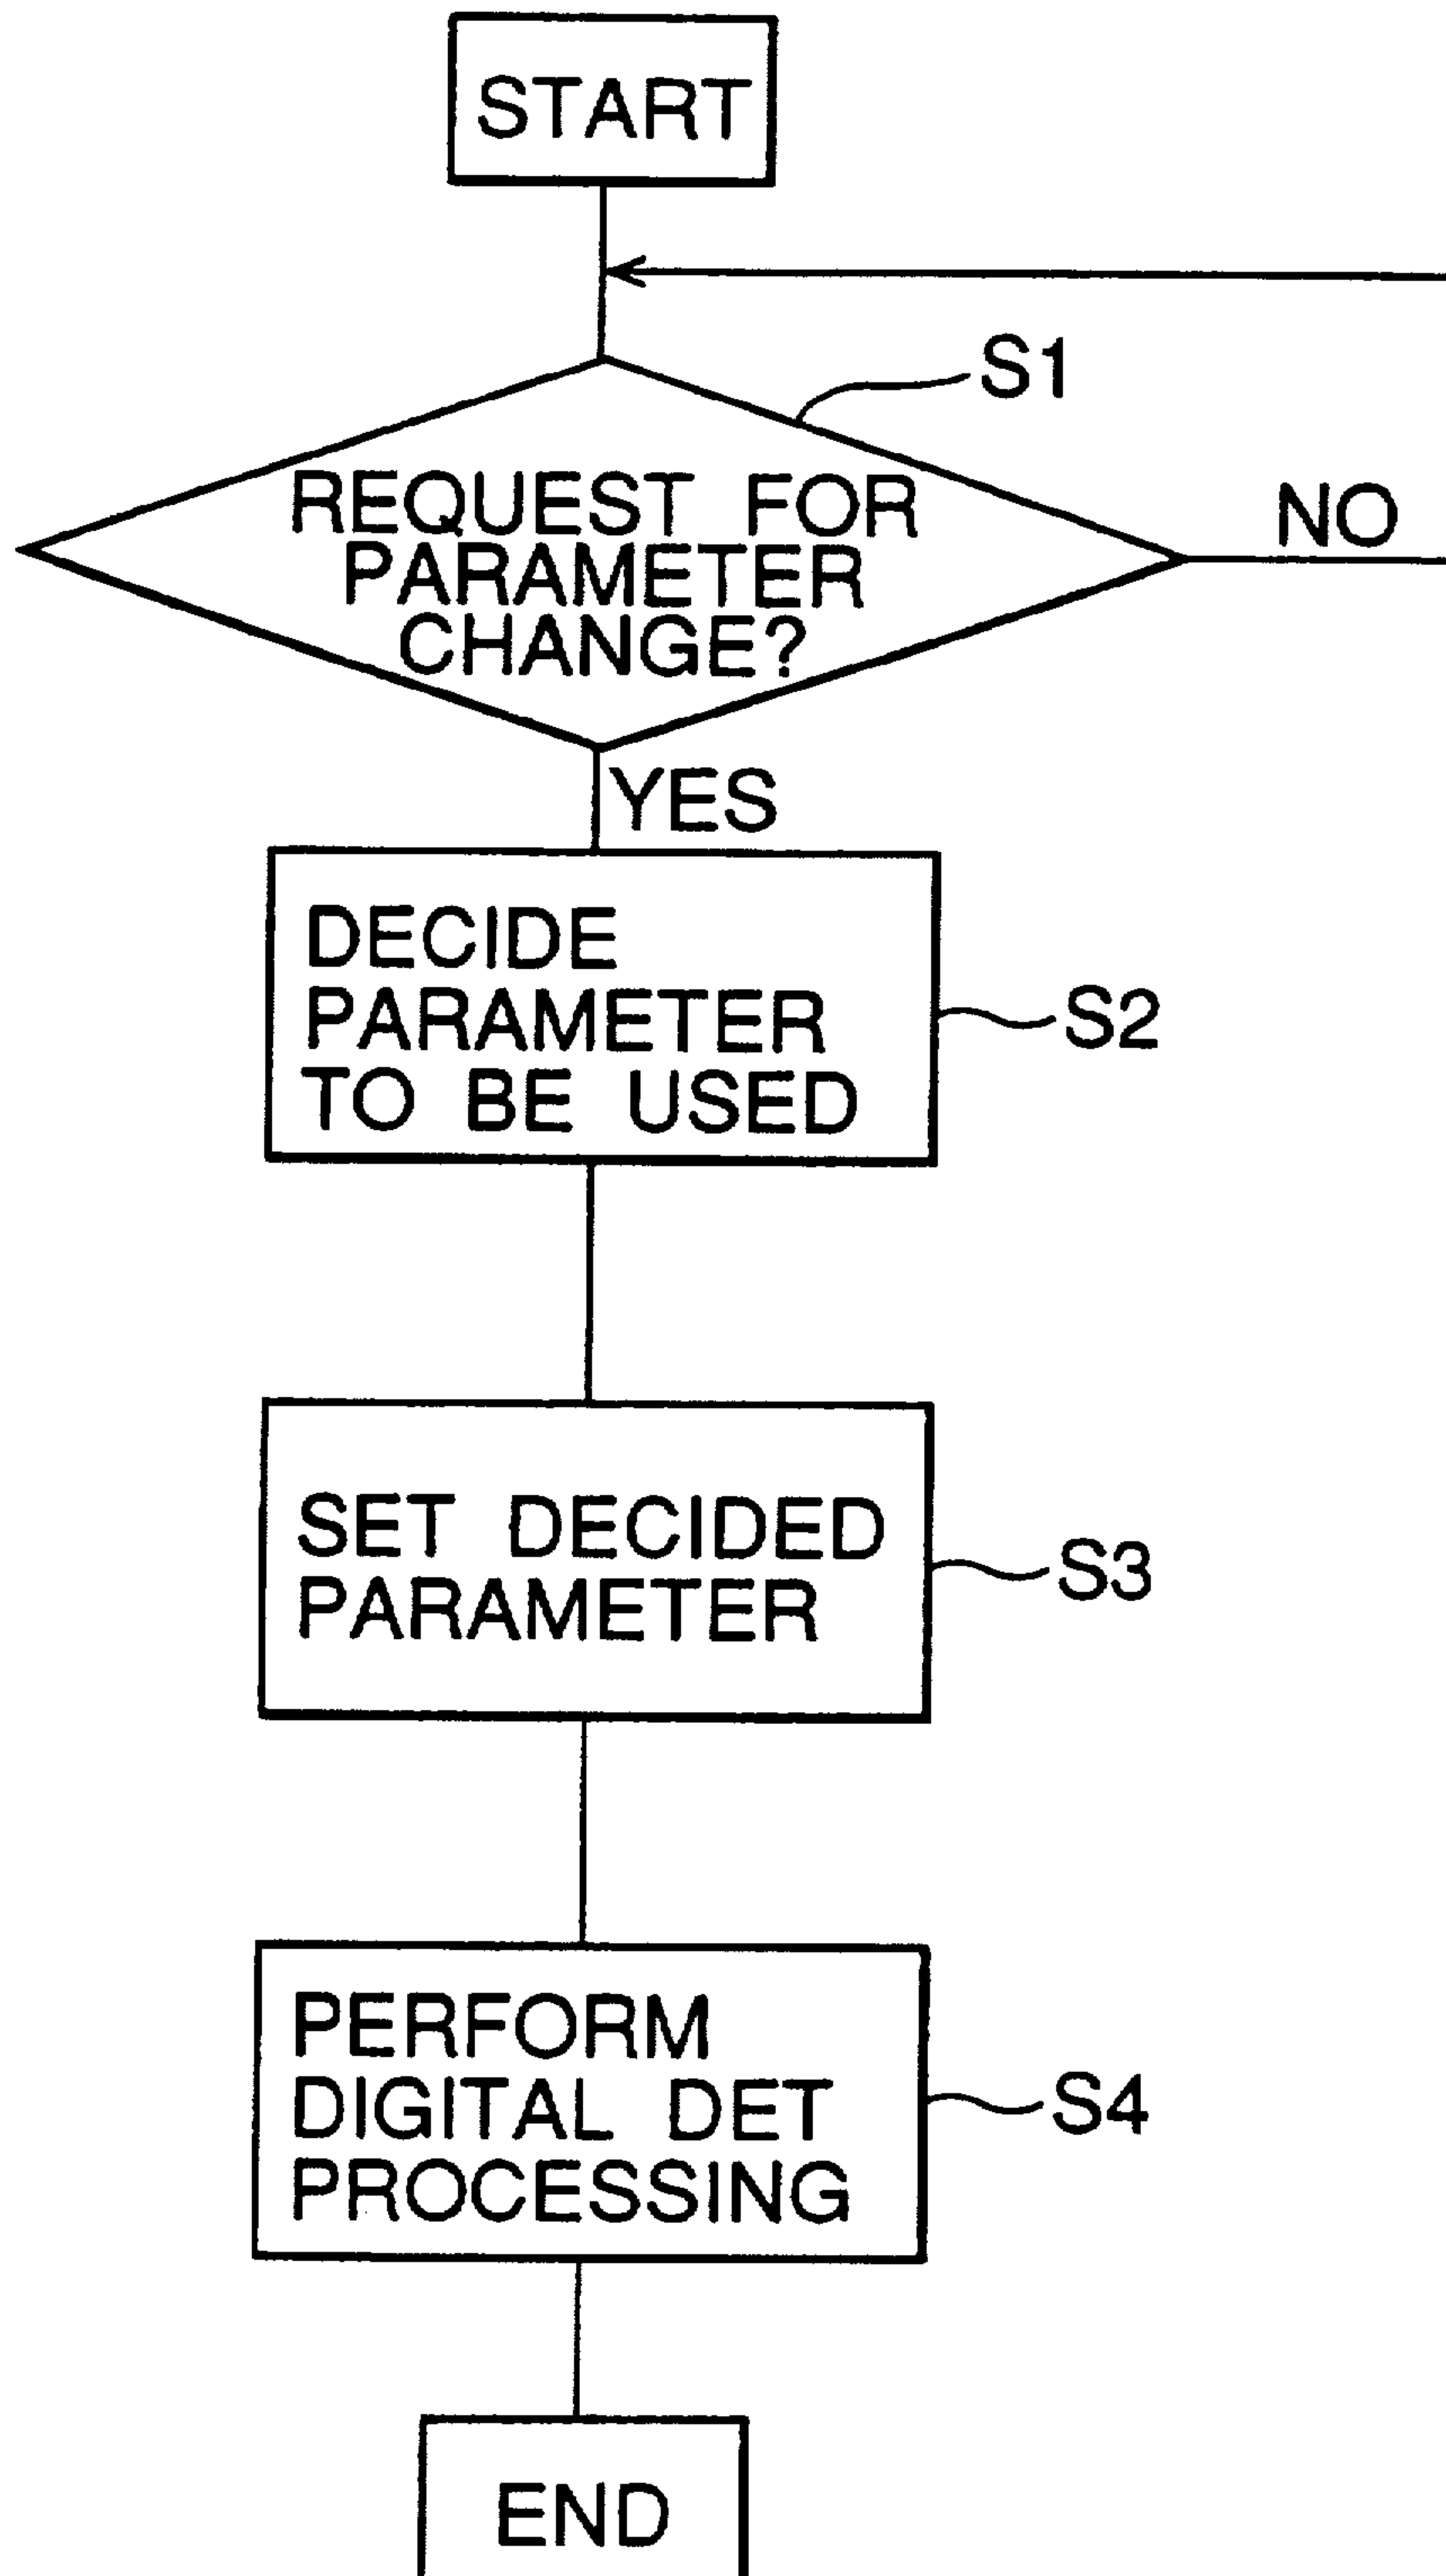 START
S1
REQUEST FOR
PARAMETER
CHANGE?
NO
YES
DECIDE
PARAMETER
TO BE USED
S2
SET DECIDED
PARAMETER
S3
PERFORM
DIGITAL DET
PROCESSING
S4
END